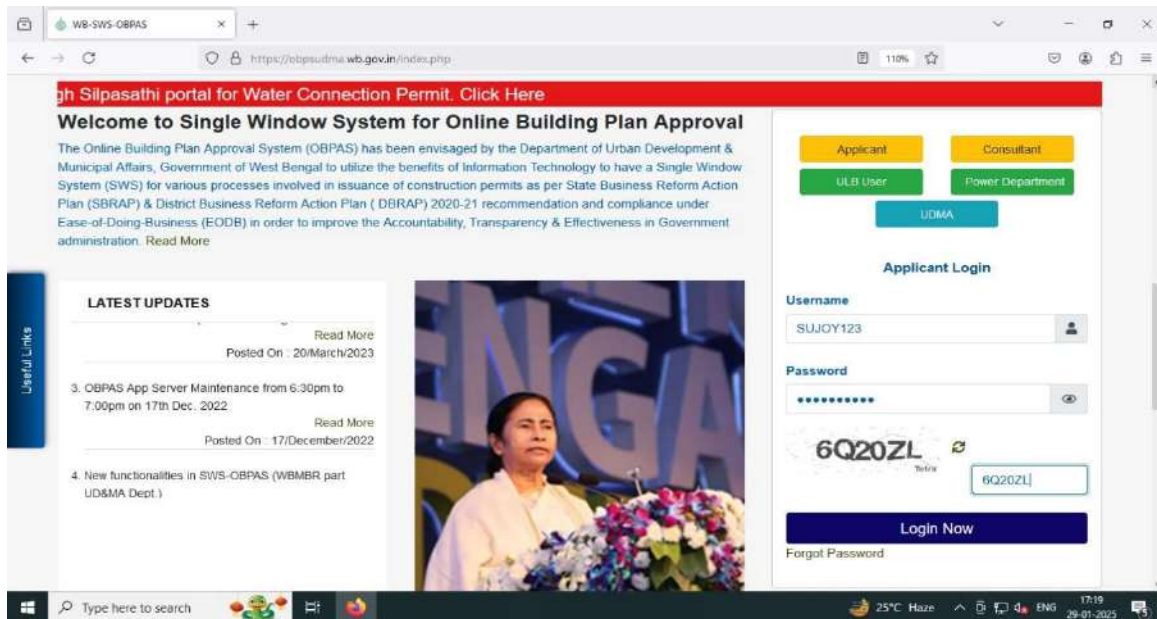 WB-SWS-OBPAS
https://obpsudma.wb.gov.in/index.php
110%
gh Silpasathi portal for Water Connection Permit. Click Here
Welcome to Single Window System for Online Building Plan Approval
The Online Building Plan Approval System (OBPAS) has been envisaged by the Department of Urban Development &
Municipal Affairs, Government of West Bengal to utilize the benefits of Information Technology to have a Single Window
System (SWS) for various processes involved in issuance of construction permits as per State Business Reform Action
Plan (SBRAP) & District Business Reform Action Plan ( DBRAP) 2020-21 recommendation and compliance under
Ease-of-Doing-Business (EODB) in order to improve the Accountability, Transparency & Effectiveness in Government
administration. Read More
Useful Links
LATEST UPDATES
Read More
Posted On : 20/March/2023
3. OBPAS App Server Maintenance from 6:30pm to
7:00pm on 17th Dec. 2022
Read More
Posted On : 17/December/2022
4. New functionalities in SWS-OBPAS (WBMBR part
UD&MA Dept.)
ENGAL
ENGA
Applicant
Consultant
ULB User
Power Department
UDMA
Applicant Login
Username
SUJOY123
Password
6Q20ZL
6Q20ZL
Login Now
Forgot Password
Type here to search
25°C Haze
ENG
17:19
29-01-2025
5